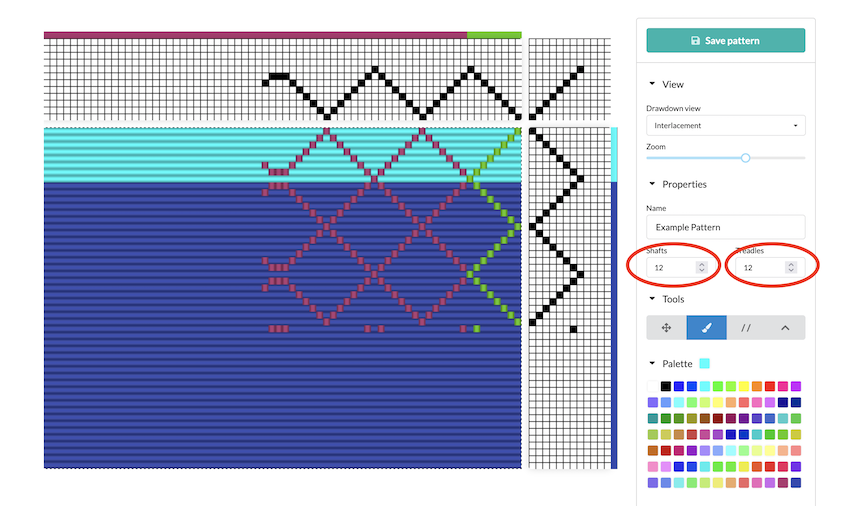 Save pattern
View
Drawdown view
Interlacement
Zoom
Properties
Name
Example Pattern
Shafts Treadles
12 12
Tools
Palette